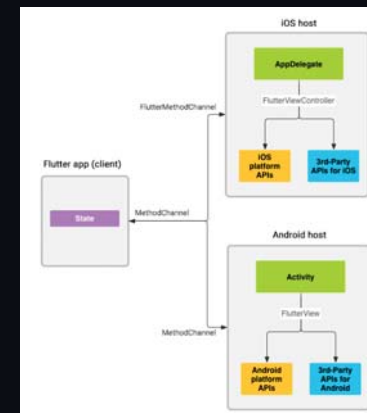 iOS host
AppDelegate
FlutterViewController
FlutterMethodChannel
iOS
platform
APIs
3rd-Party
APIs for iOS
Flutter app (client)
State
MethodChannel
Android host
Activity
FlutterView
MethodChannel
Android
platform
APIs
3rd-Party
APIs for
Android